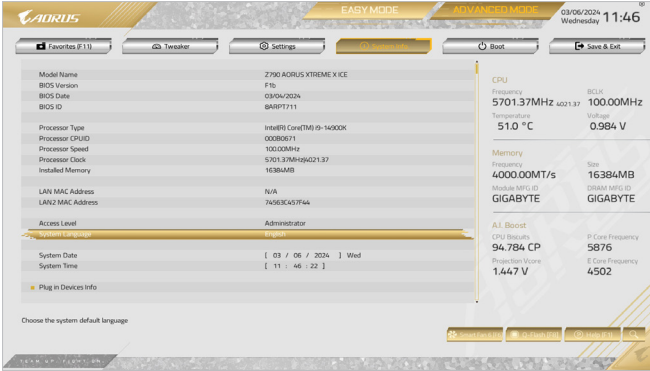 AORUS
EASY MODE
ADVANCED MODE
03/06/2024
Wednesday
11:46
Favorites (F11)
Tweaker
Settings
System Info.
Boot
Save & Exit
Model Name Z790 AORUS XTREME X ICE
BIOS Version F1b
BIOS Date 03/04/2024
BIOS ID 8ARPT711
Processor Type Intel(R) Core(TM) i9-14900K
Processor CPUID 000B0671
Processor Speed 100.00MHz
Processor Clock 5701.37MHz|4021.37
Installed Memory 16384MB
LAN MAC Address N/A
LAN2 MAC Address 74563C457F44
Access Level Administrator
System Language English
System Date [ 03 / 06 / 2024 ] Wed
System Time [ 11 : 46 : 22 ]
Plug in Devices Info
CPU
Frequency BCLK
5701.37MHz 4021.37 100.00MHz
Temperature Voltage
51.0 °C 0.984 V
Memory
Frequency Size
4000.00MT/s 16384MB
Module MFG ID DRAM MFG ID
GIGABYTE GIGABYTE
A.I. Boost
CPU Biscuits P Core Frequency
94.784 CP 5876
Projection Vcore E Core Frequency
1.447 V 4502
Choose the system default language
Help (F1)
TEAM UP. FIGHT ON.